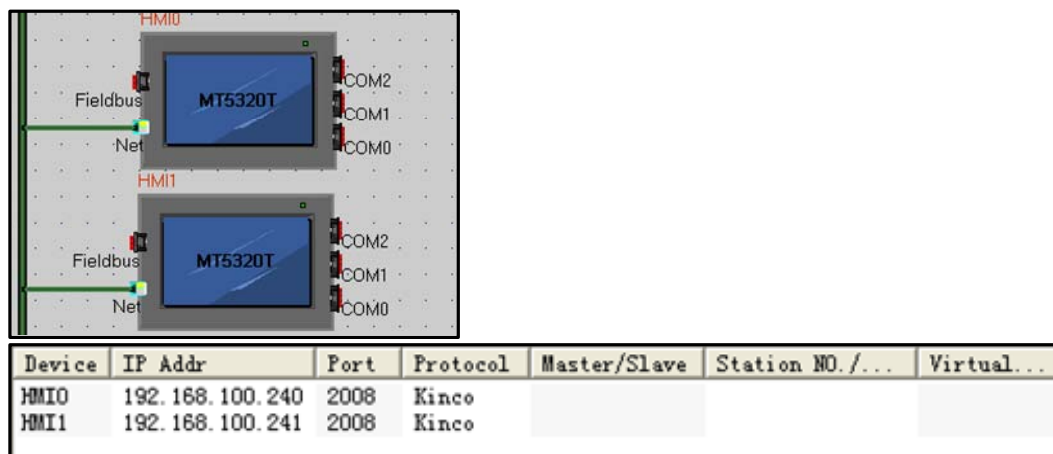 HMI0
COM2
Fieldbus
MT5320T
COM1
Net
COM0
HMI1
COM2
Fieldbus
MT5320T
COM1
Net
COM0
Device IP Addr Port Protocol Master/Slave Station NO./... Virtual...
HMI0 192.168.100.240 2008 Kinco
HMI1 192.168.100.241 2008 Kinco